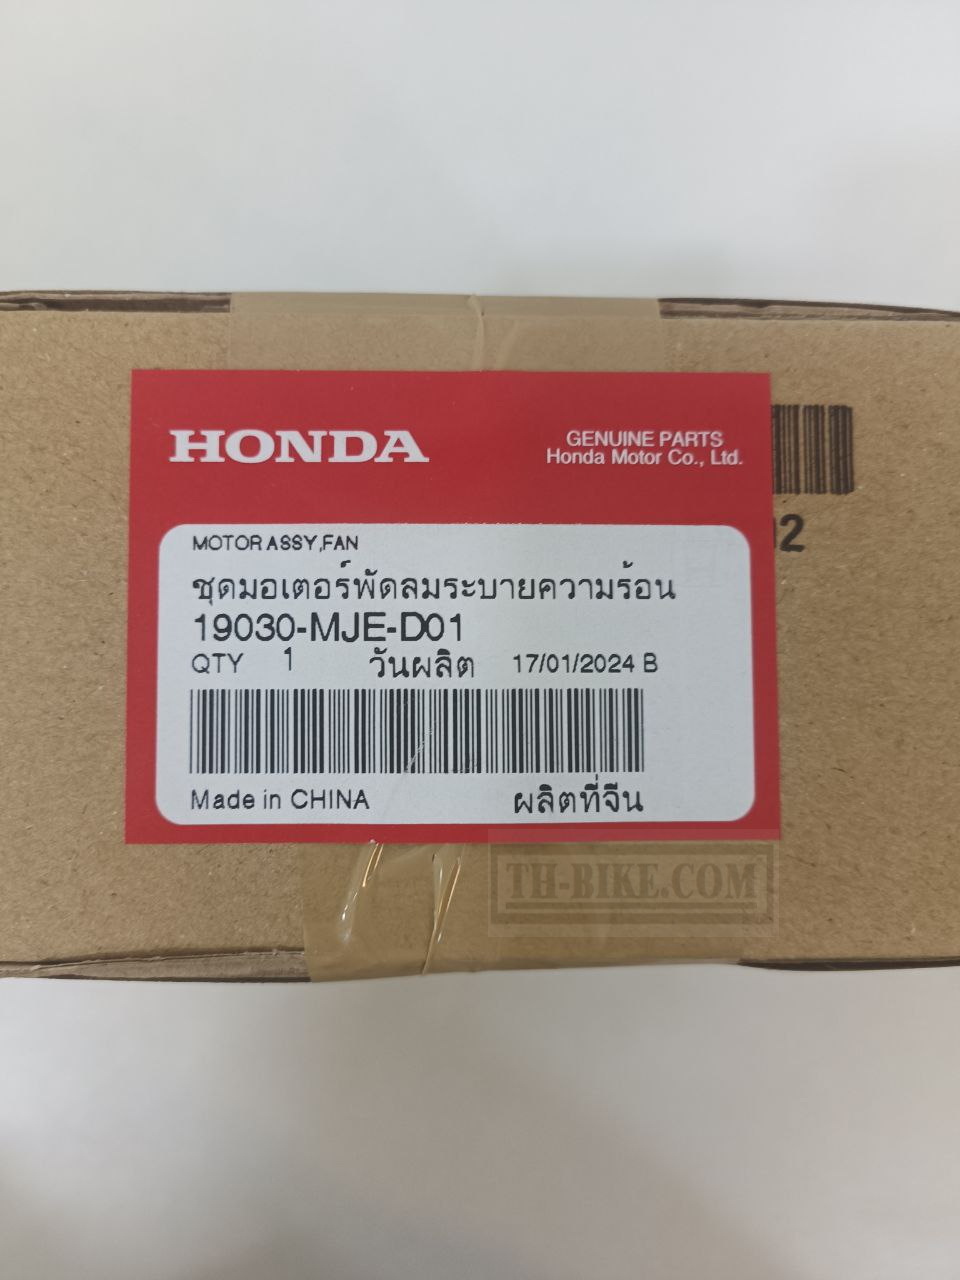 HONDA
GENUINE PARTS
Honda Motor Co., Ltd.
MOTOR ASSY,FAN
ชุดมอเตอร์พัดลมระบายความร้อน
19030-MJE-D01
QTY 1 วันผลิต 17/01/2024 B
Made in CHINA ผลิตที่จีน
TH-BIKE.COM